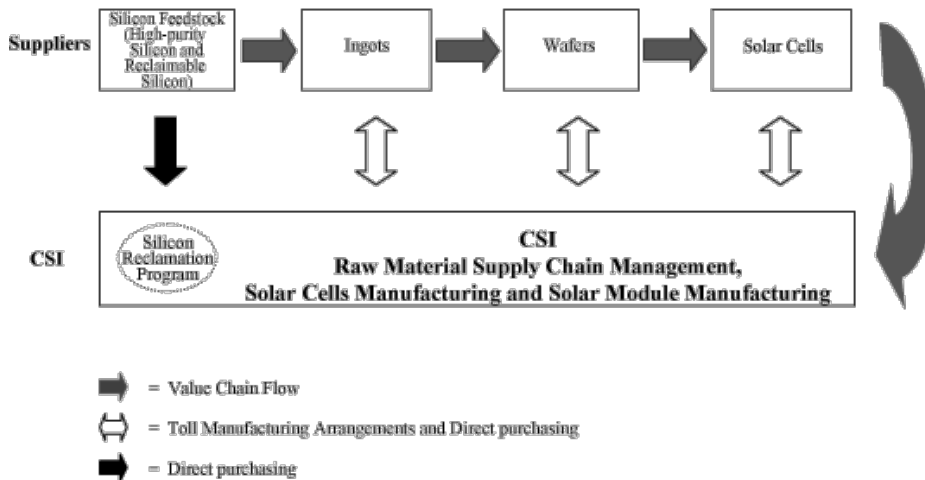 Suppliers
Silicon Feedstock
(High-purity
Silicon and
Reclaimable
Silicon)
Ingots
Wafers
Solar Cells
CSI
Silicon
Reclamation
Program
CSI
Raw Material Supply Chain Management,
Solar Cells Manufacturing and Solar Module Manufacturing
= Value Chain Flow
= Toll Manufacturing Arrangements and Direct purchasing
= Direct purchasing